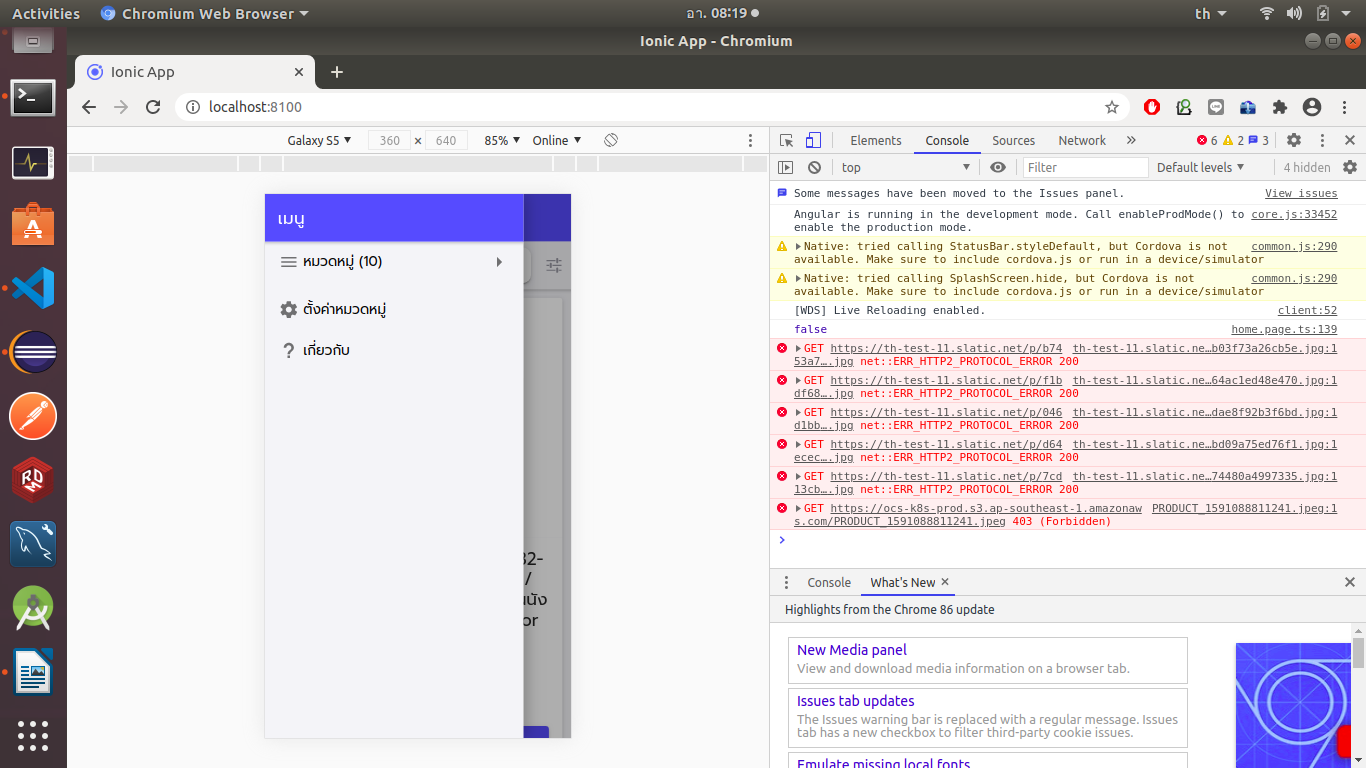 Activities
Chromium Web Browser
อา. 08:19
th
Ionic App - Chromium
Ionic App
localhost:8100
Galaxy S5
360 × 640
85%
Online
Elements
Console
Sources
Network
6
2
3
top
Filter
Default levels
4 hidden
เมนู
หมวดหมู่ (10)
ตั้งค่าหมวดหมู่
เกี่ยวกับ
32-
/
นนัง
or
Some messages have been moved to the Issues panel.
View issues
Angular is running in the development mode. Call enableProdMode() to
core.js:33452
enable the production mode.
Native: tried calling StatusBar.styleDefault, but Cordova is not
common.js:290
available. Make sure to include cordova.js or run in a device/simulator
Native: tried calling SplashScreen.hide, but Cordova is not
common.js:290
available. Make sure to include cordova.js or run in a device/simulator
[WDS] Live Reloading enabled.
client:52
false
home.page.ts:139
GET https://th-test-11.slatic.net/p/b74
th-test-11.slatic.ne…b03f73a26cb5e.jpg:1
53a7….jpg net::ERR_HTTP2_PROTOCOL_ERROR 200
GET https://th-test-11.slatic.net/p/f1b
th-test-11.slatic.ne…64ac1ed48e470.jpg:1
df68….jpg net::ERR_HTTP2_PROTOCOL_ERROR 200
GET https://th-test-11.slatic.net/p/046
th-test-11.slatic.ne…dae8f92b3f6bd.jpg:1
d1bb….jpg net::ERR_HTTP2_PROTOCOL_ERROR 200
GET https://th-test-11.slatic.net/p/d64
th-test-11.slatic.ne…bd09a75ed76f1.jpg:1
ecec….jpg net::ERR_HTTP2_PROTOCOL_ERROR 200
GET https://th-test-11.slatic.net/p/7cd
th-test-11.slatic.ne…74480a4997335.jpg:1
13cb….jpg net::ERR_HTTP2_PROTOCOL_ERROR 200
GET https://ocs-k8s-prod.s3.ap-southeast-1.amazonaw
PRODUCT_1591088811241.jpeg:1
s.com/PRODUCT_1591088811241.jpeg 403 (Forbidden)
Console
What's New
Highlights from the Chrome 86 update
New Media panel
View and download media information on a browser tab.
Issues tab updates
The Issues warning bar is replaced with a regular message. Issues
tab has a new checkbox to filter third-party cookie issues.
Emulate missing local fonts
RDM